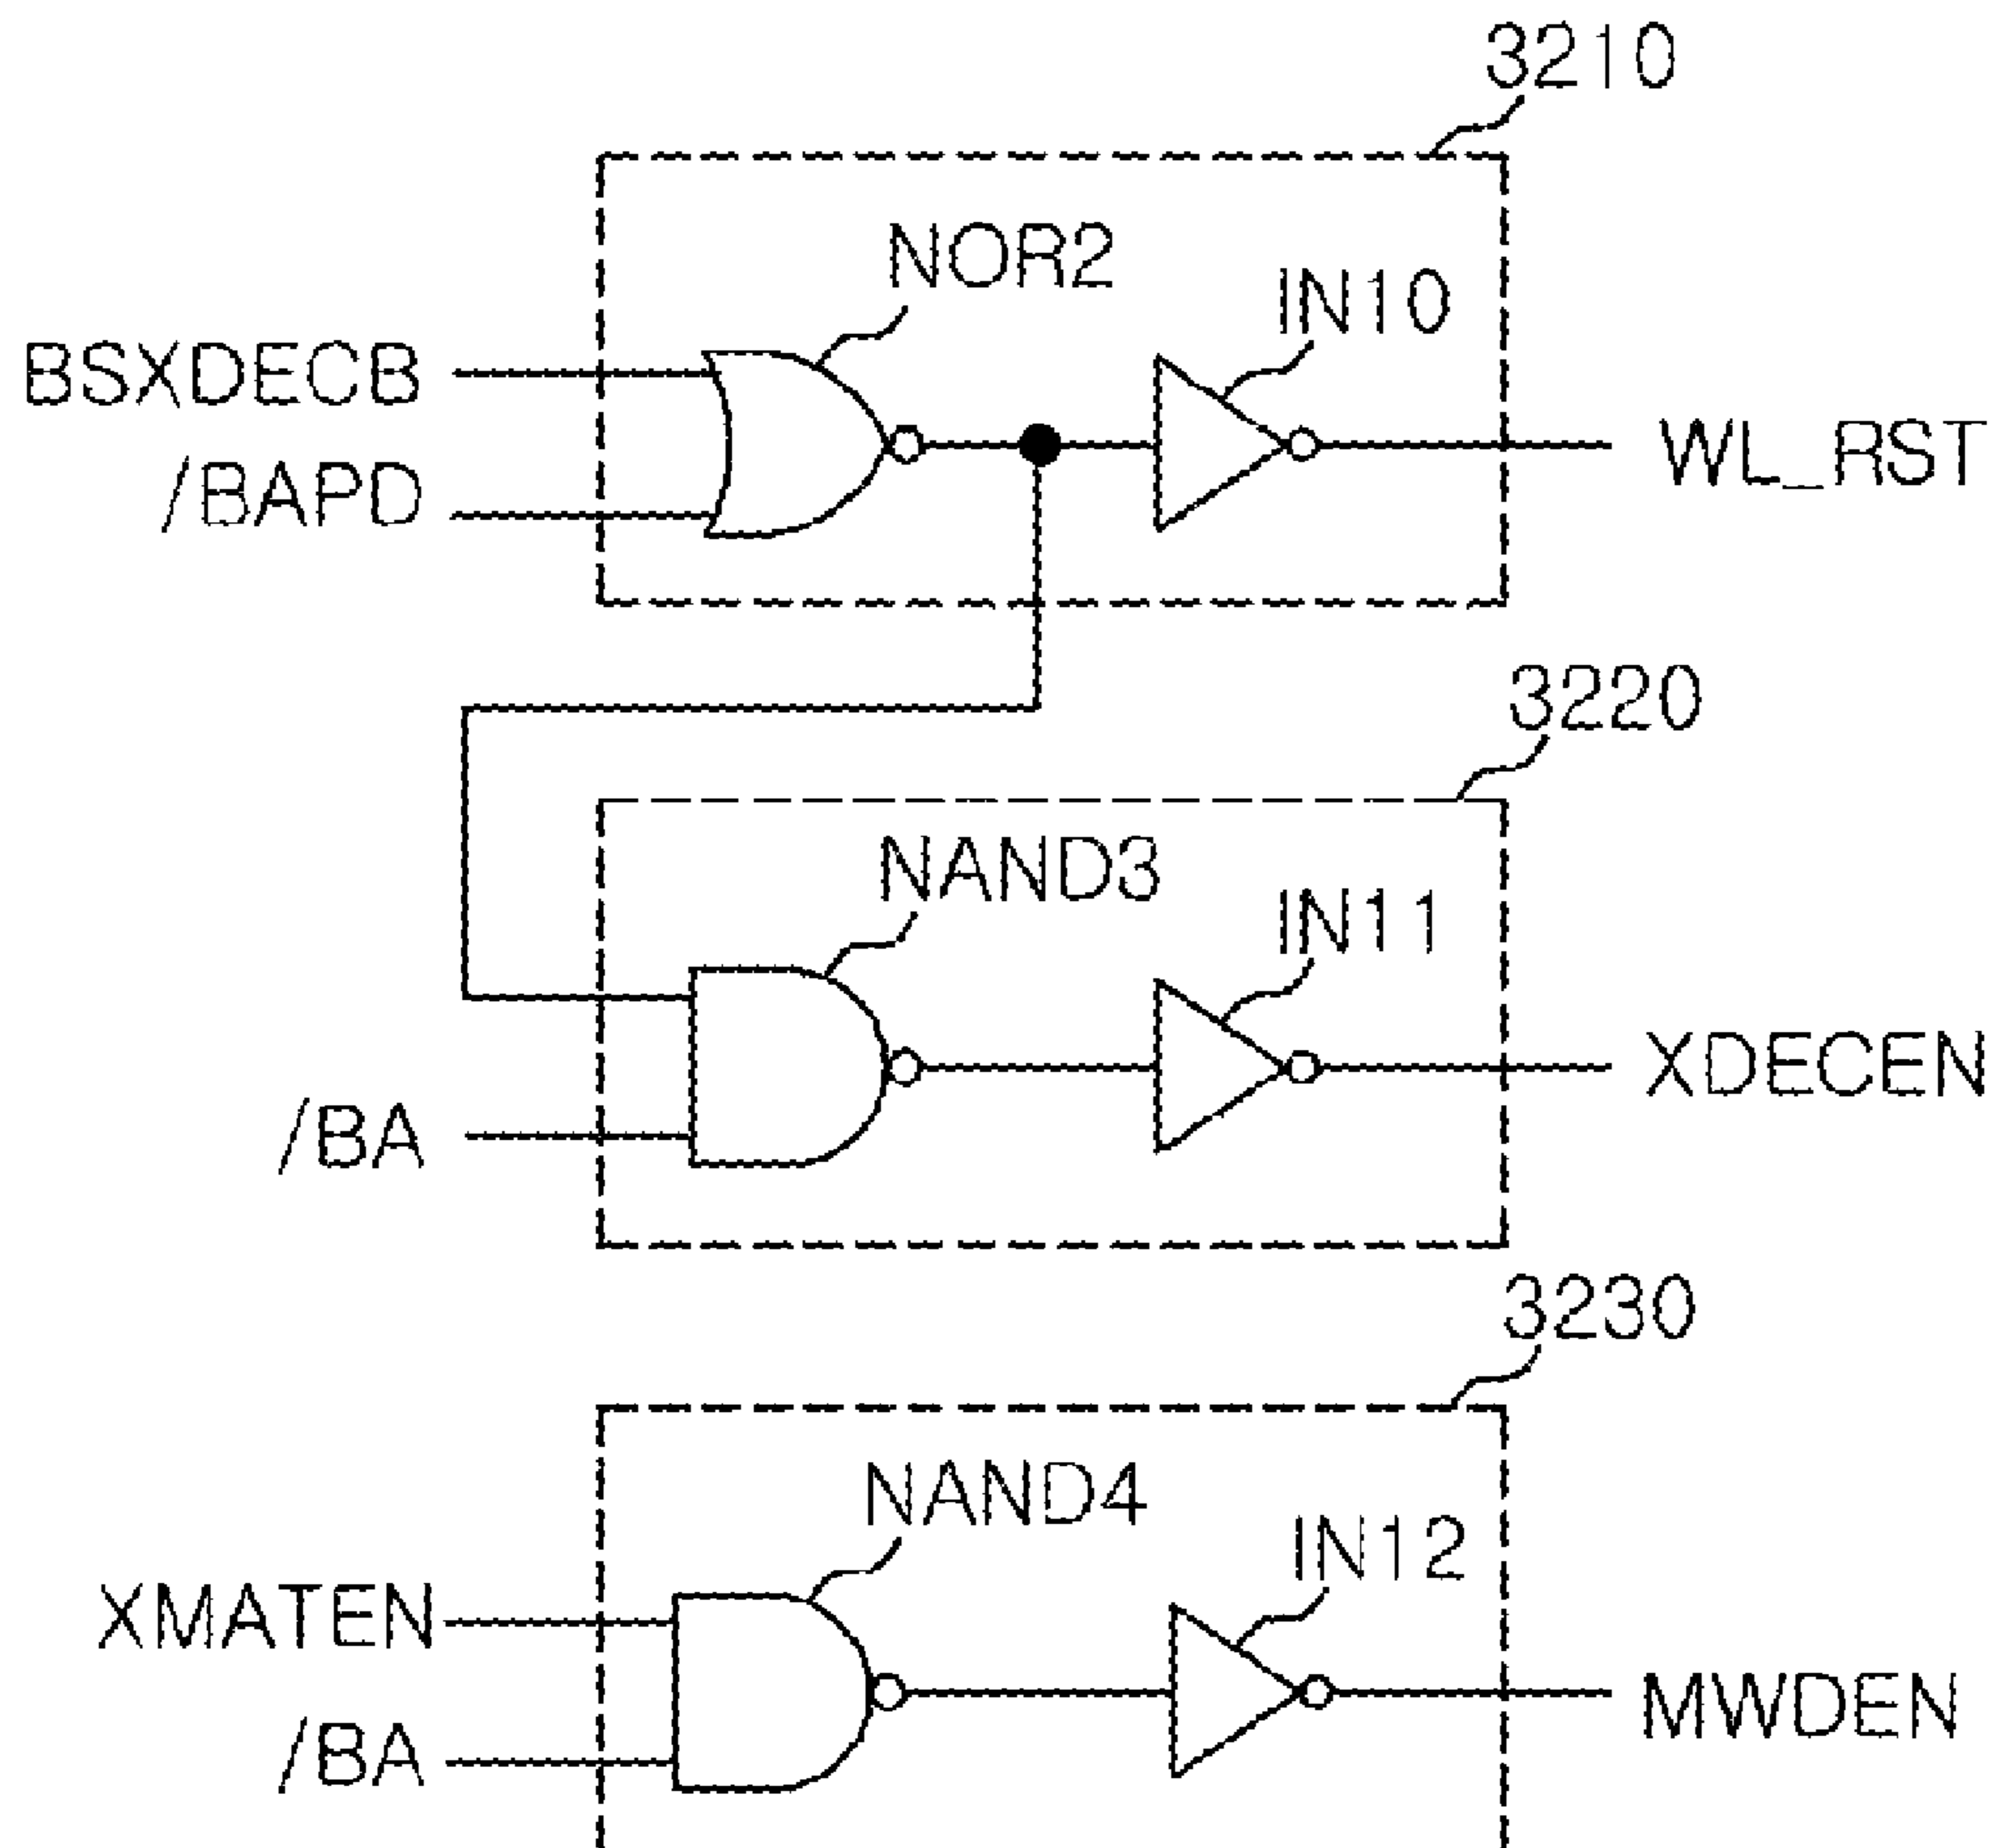 3210
NOR2
IN10
BSXDECB
/BAPD
WL_RST
3220
NAND3
IN11
XDECEN
/BA
3230
NAND4
IN12
XMATEN
MWDEN
/BA